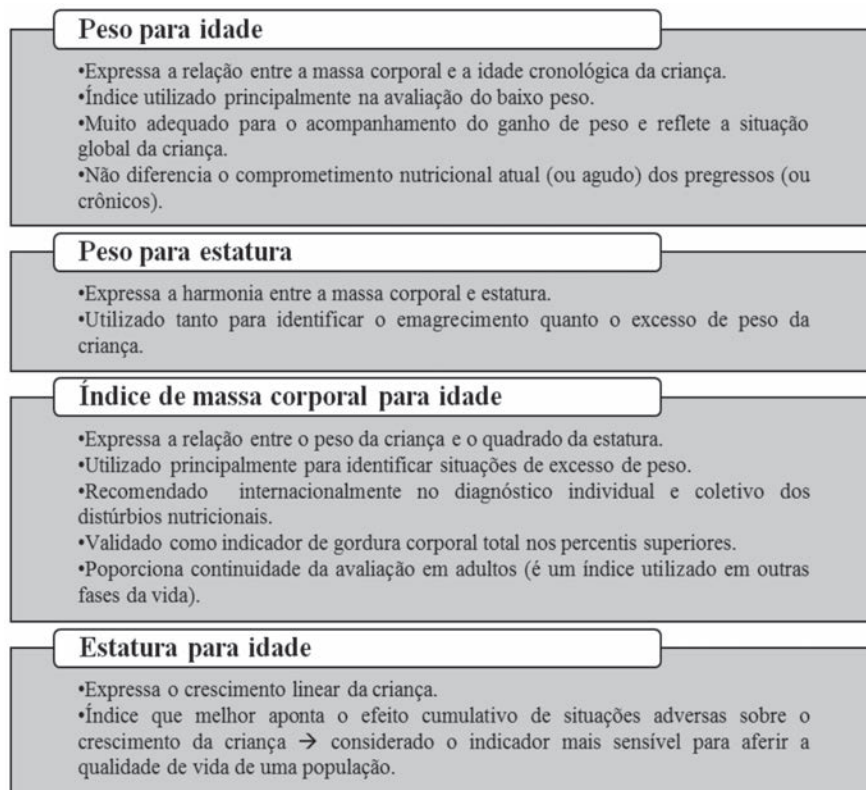 Peso para idade
•Expressa a relação entre a massa corporal e a idade cronológica da criança.
•Índice utilizado principalmente na avaliação do baixo peso.
•Muito adequado para o acompanhamento do ganho de peso e reflete a situação
global da criança.
•Não diferencia o comprometimento nutricional atual (ou agudo) dos pregressos (ou
crônicos).
Peso para estatura
•Expressa a harmonia entre a massa corporal e estatura.
•Utilizado tanto para identificar o emagrecimento quanto o excesso de peso da
criança.
Índice de massa corporal para idade
•Expressa a relação entre o peso da criança e o quadrado da estatura.
•Utilizado principalmente para identificar situações de excesso de peso.
•Recomendado internacionalmente no diagnóstico individual e coletivo dos
distúrbios nutricionais.
•Validado como indicador de gordura corporal total nos percentis superiores.
•Poporciona continuidade da avaliação em adultos (é um índice utilizado em outras
fases da vida).
Estatura para idade
•Expressa o crescimento linear da criança.
•Índice que melhor aponta o efeito cumulativo de situações adversas sobre o
crescimento da criança → considerado o indicador mais sensível para aferir a
qualidade de vida de uma população.